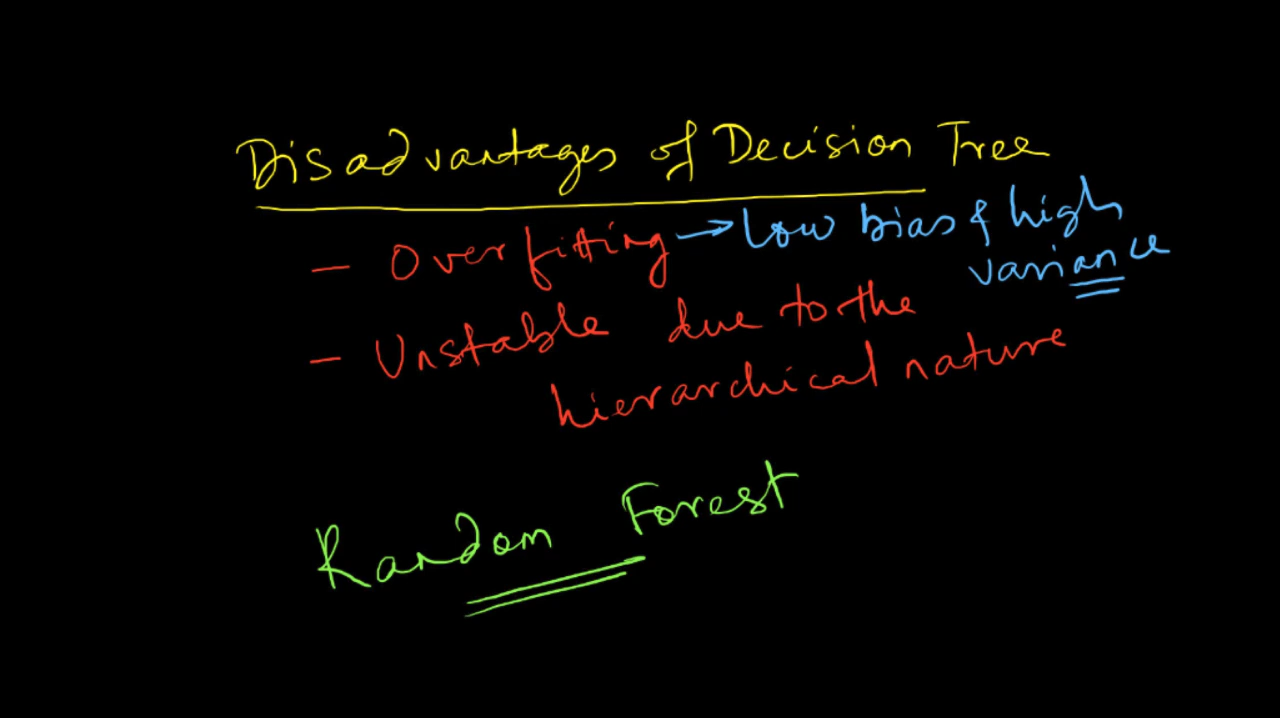 Disadvantages of Decision Tree
- Overfitting → Low bias & high
variance
- Unstable due to the
hierarchical nature
Random Forest